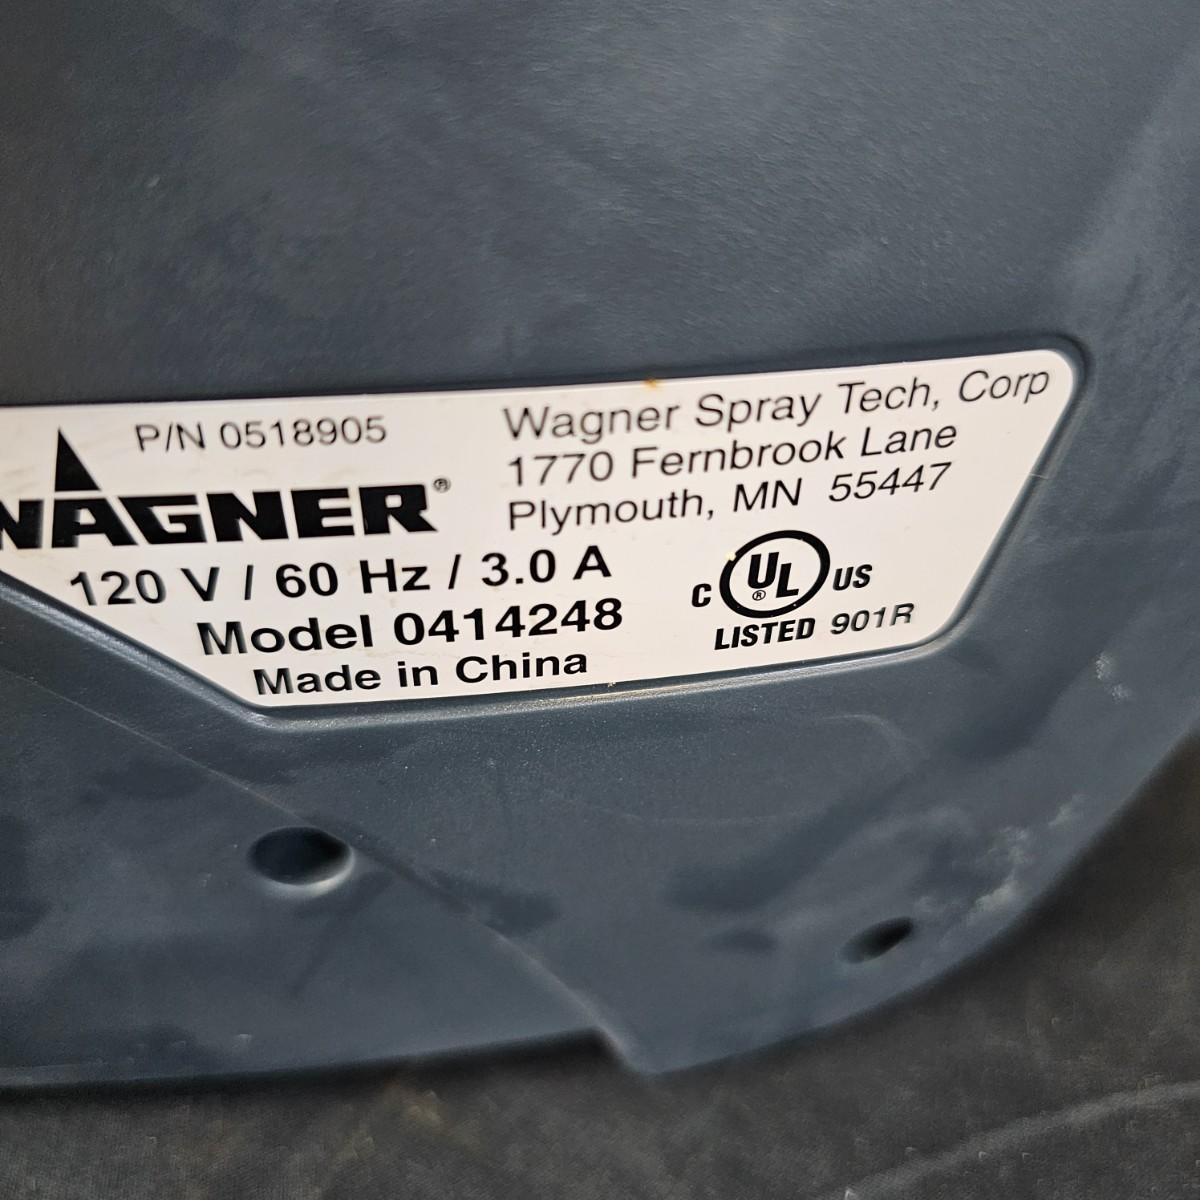 P/N 0518905
WAGNER®
120 V / 60 Hz / 3.0 A
Model 0414248
Made in China
Wagner Spray Tech, Corp
1770 Fernbrook Lane
Plymouth, MN 55447
C UL® US
LISTED 901R